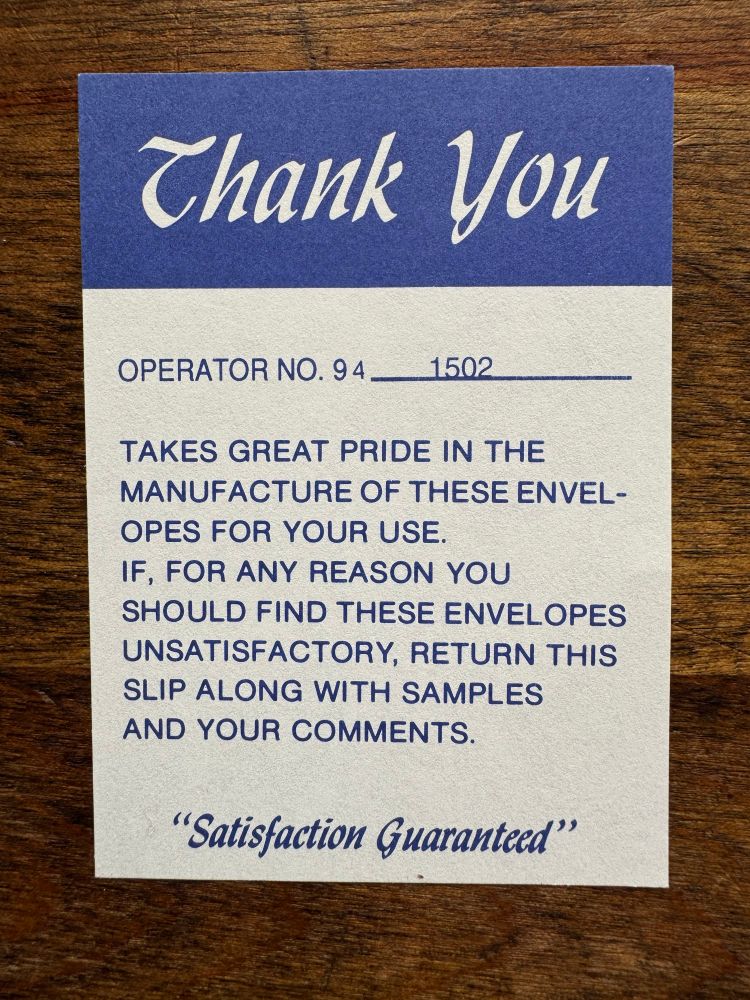 Thank You
OPERATOR NO. 94 1502
TAKES GREAT PRIDE IN THE
MANUFACTURE OF THESE ENVEL-
OPES FOR YOUR USE.
IF, FOR ANY REASON YOU
SHOULD FIND THESE ENVELOPES
UNSATISFACTORY, RETURN THIS
SLIP ALONG WITH SAMPLES
AND YOUR COMMENTS.
“Satisfaction Guaranteed”